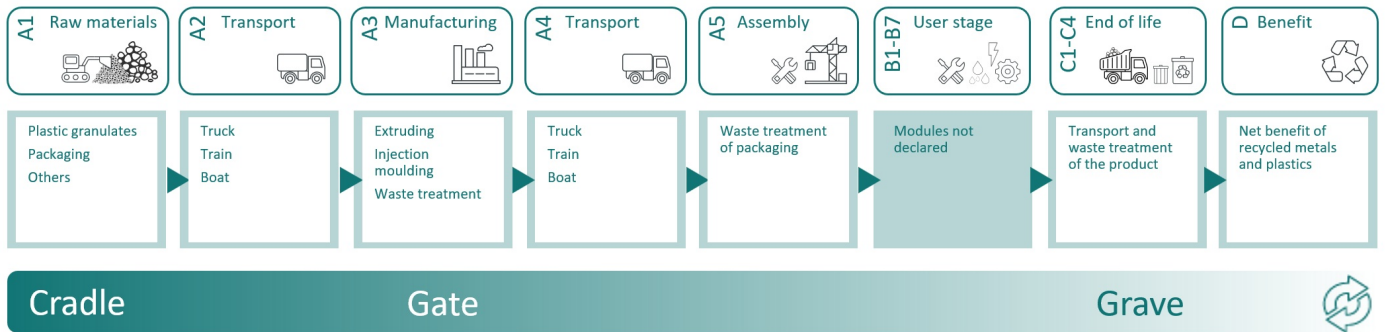 A1 Raw materials
A2 Transport
A3 Manufacturing
A4 Transport
A5 Assembly
B1-B7 User stage
C1-C4 End of life
D Benefit
Plastic granulates
Packaging
Others
Truck
Train
Boat
Extruding
Injection
moulding
Waste treatment
Truck
Train
Boat
Waste treatment
of packaging
Modules not
declared
Transport and
waste treatment
of the product
Net benefit of
recycled metals
and plastics
Cradle
Gate
Grave